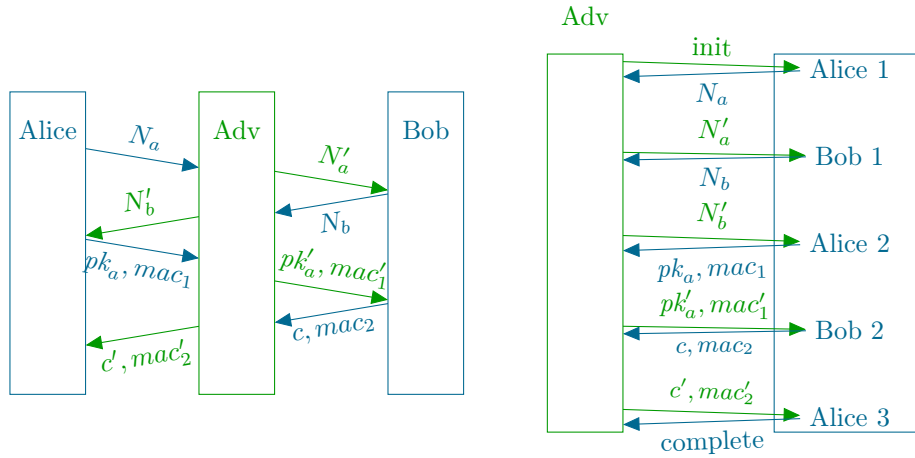 Alice
Adv
Bob
N_a
N'_a
N'_b
N_b
pk_a, mac_1
pk'_a, mac'_1
c, mac_2
c', mac'_2
Adv
init
Alice 1
N_a
N'_a
Bob 1
N_b
N'_b
Alice 2
pk_a, mac_1
pk'_a, mac'_1
Bob 2
c, mac_2
c', mac'_2
Alice 3
complete